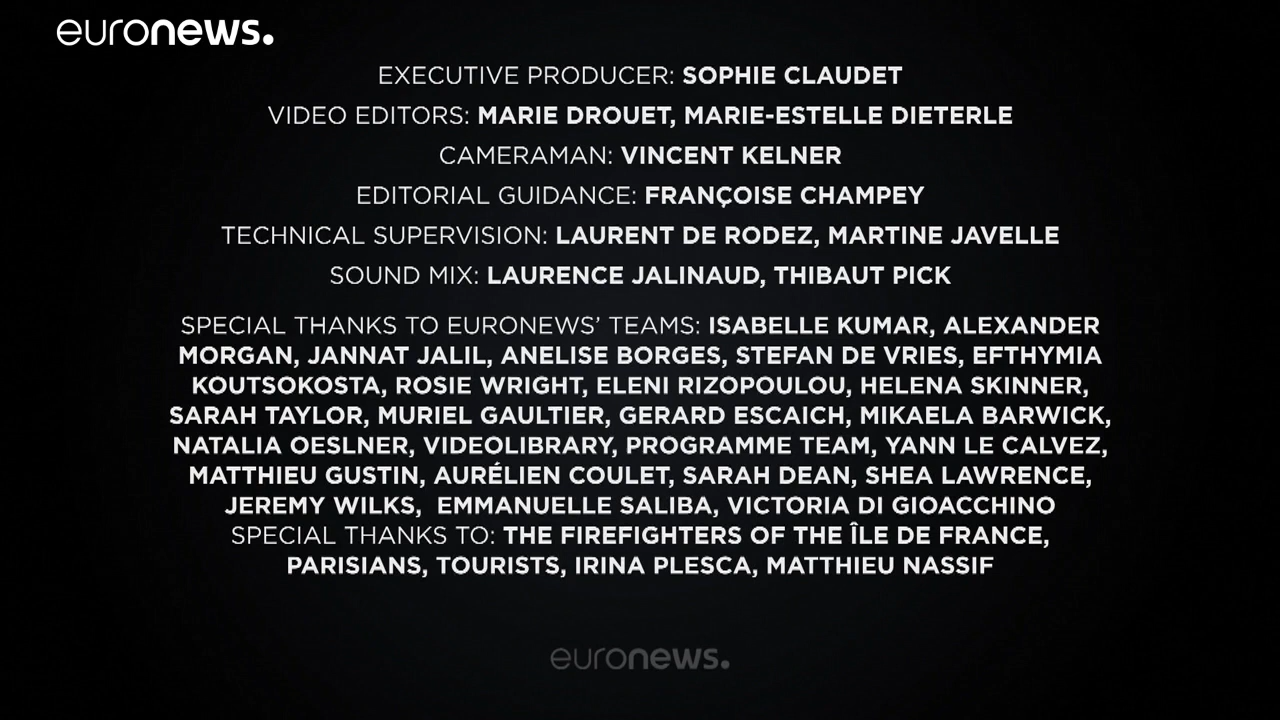 euronews.
EXECUTIVE PRODUCER: SOPHIE CLAUDET
VIDEO EDITORS: MARIE DROUET, MARIE-ESTELLE DIETERLE
CAMERAMAN: VINCENT KELNER
EDITORIAL GUIDANCE: FRANÇOISE CHAMPEY
TECHNICAL SUPERVISION: LAURENT DE RODEZ, MARTINE JAVELLE
SOUND MIX: LAURENCE JALINAUD, THIBAUT PICK
SPECIAL THANKS TO EURONEWS’ TEAMS: ISABELLE KUMAR, ALEXANDER
MORGAN, JANNAT JALIL, ANELISE BORGES, STEFAN DE VRIES, EFTHYMIA
KOUTSOKOSTA, ROSIE WRIGHT, ELENI RIZOPOULOU, HELENA SKINNER,
SARAH TAYLOR, MURIEL GAULTIER, GERARD ESCAICH, MIKAELA BARWICK,
NATALIA OESLNER, VIDEOLIBRARY, PROGRAMME TEAM, YANN LE CALVEZ,
MATTHIEU GUSTIN, AURÉLIEN COULET, SARAH DEAN, SHEA LAWRENCE,
JEREMY WILKS, EMMANUELLE SALIBA, VICTORIA DI GIOACCHINO
SPECIAL THANKS TO: THE FIREFIGHTERS OF THE ÎLE DE FRANCE,
PARISIANS, TOURISTS, IRINA PLESCA, MATTHIEU NASSIF
euronews.